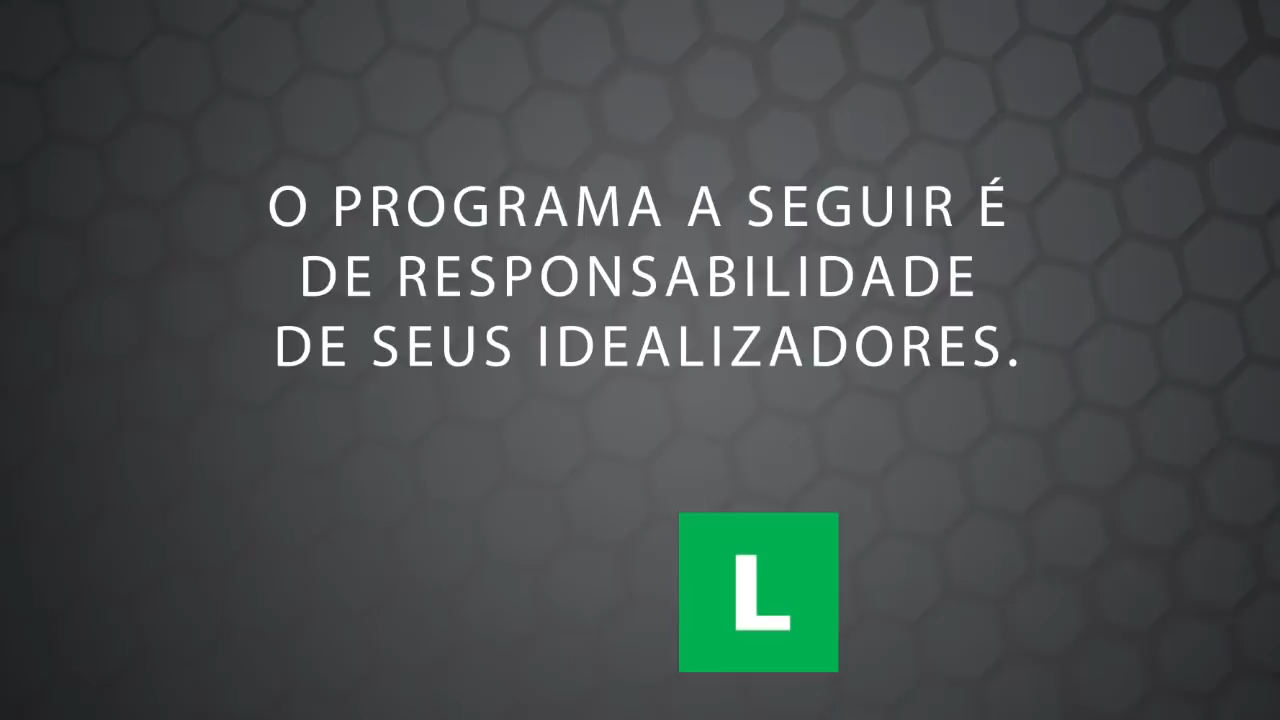 O PROGRAMA A SEGUIR É
DE RESPONSABILIDADE
DE SEUS IDEALIZADORES.
L